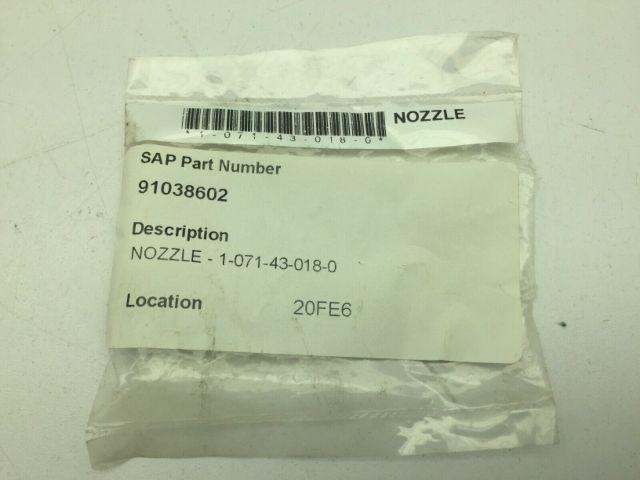 NOZZLE
*1-071-43-018-0*
SAP Part Number
91038602
Description
NOZZLE - 1-071-43-018-0
Location 20FE6